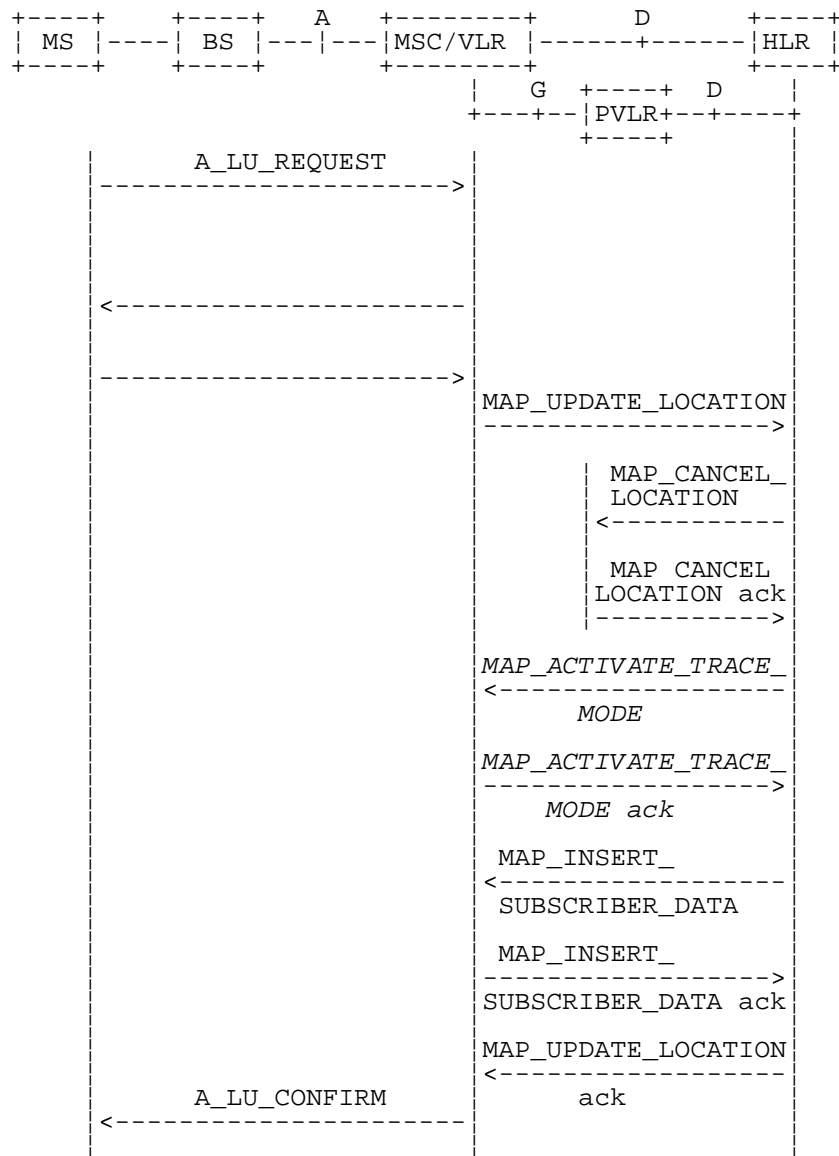 A D
MS BS MSC/VLR HLR
G D
PVLR
A_LU_REQUEST
MAP_UPDATE_LOCATION
MAP_CANCEL_
LOCATION
MAP CANCEL
LOCATION ack
MAP_ACTIVATE_TRACE_
MODE
MAP_ACTIVATE_TRACE_
MODE ack
MAP_INSERT_
SUBSCRIBER_DATA
MAP_INSERT_
SUBSCRIBER_DATA ack
MAP_UPDATE_LOCATION
A_LU_CONFIRM ack